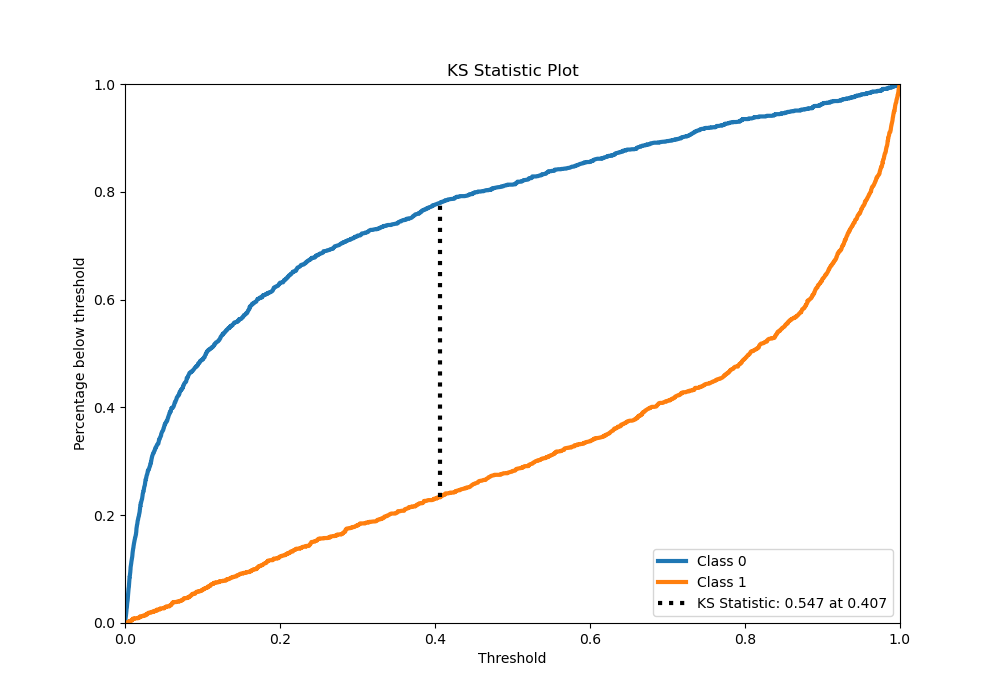 KS Statistic Plot
1.0
0.8
0.6
0.4
0.2
0.0
Percentage below threshold
0.0 0.2 0.4 0.6 0.8 1.0
Threshold
Class 0
Class 1
KS Statistic: 0.547 at 0.407